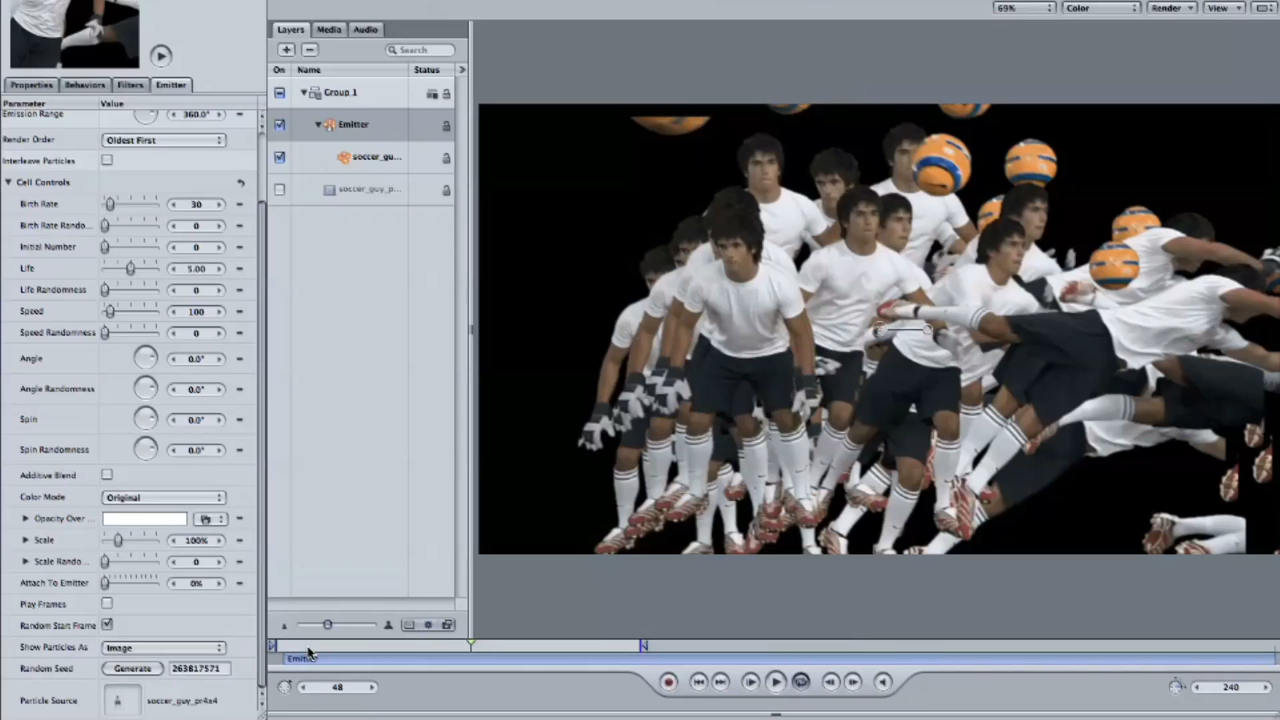 69%
Color
Render
View
Layers
Media
Audio
Search
On
Name
Status
Group 1
Emitter
soccer_gu...
soccer_guy_p...
Properties
Behaviors
Filters
Emitter
Parameter
Value
Emission Range
360.0°
Render Order
Oldest First
Interleave Particles
Cell Controls
Birth Rate
30
Birth Rate Rando...
0
Initial Number
0
Life
5.00
Life Randomness
0
Speed
100
Speed Randomness
0
Angle
0.0°
Angle Randomness
0.0°
Spin
0.0°
Spin Randomness
0.0°
Additive Blend
Color Mode
Original
Opacity Over ...
Scale
100%
Scale Rando...
0
Attach To Emitter
0%
Play Frames
Random Start Frame
Show Particles As
Image
Random Seed
Generate
263817571
Particle Source
soccer_guy_pr4x4
Emitter
48
240